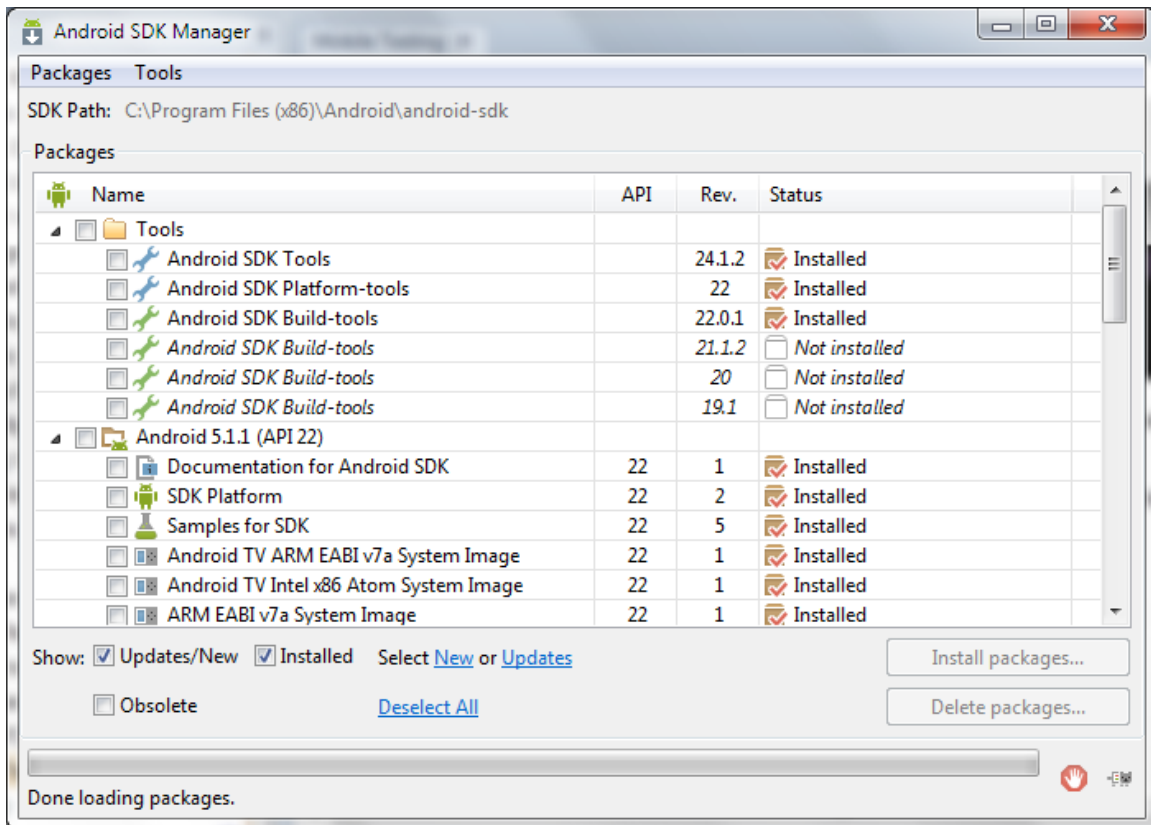 Android SDK Manager
Packages Tools
SDK Path: C:\Program Files (x86)\Android\android-sdk
Packages
Name API Rev. Status
Tools
Android SDK Tools 24.1.2 Installed
Android SDK Platform-tools 22 Installed
Android SDK Build-tools 22.0.1 Installed
Android SDK Build-tools 21.1.2 Not installed
Android SDK Build-tools 20 Not installed
Android SDK Build-tools 19.1 Not installed
Android 5.1.1 (API 22)
Documentation for Android SDK 22 1 Installed
SDK Platform 22 2 Installed
Samples for SDK 22 5 Installed
Android TV ARM EABI v7a System Image 22 1 Installed
Android TV Intel x86 Atom System Image 22 1 Installed
ARM EABI v7a System Image 22 1 Installed
Show: Updates/New Installed Select New or Updates Install packages...
Obsolete Deselect All Delete packages...
Done loading packages.